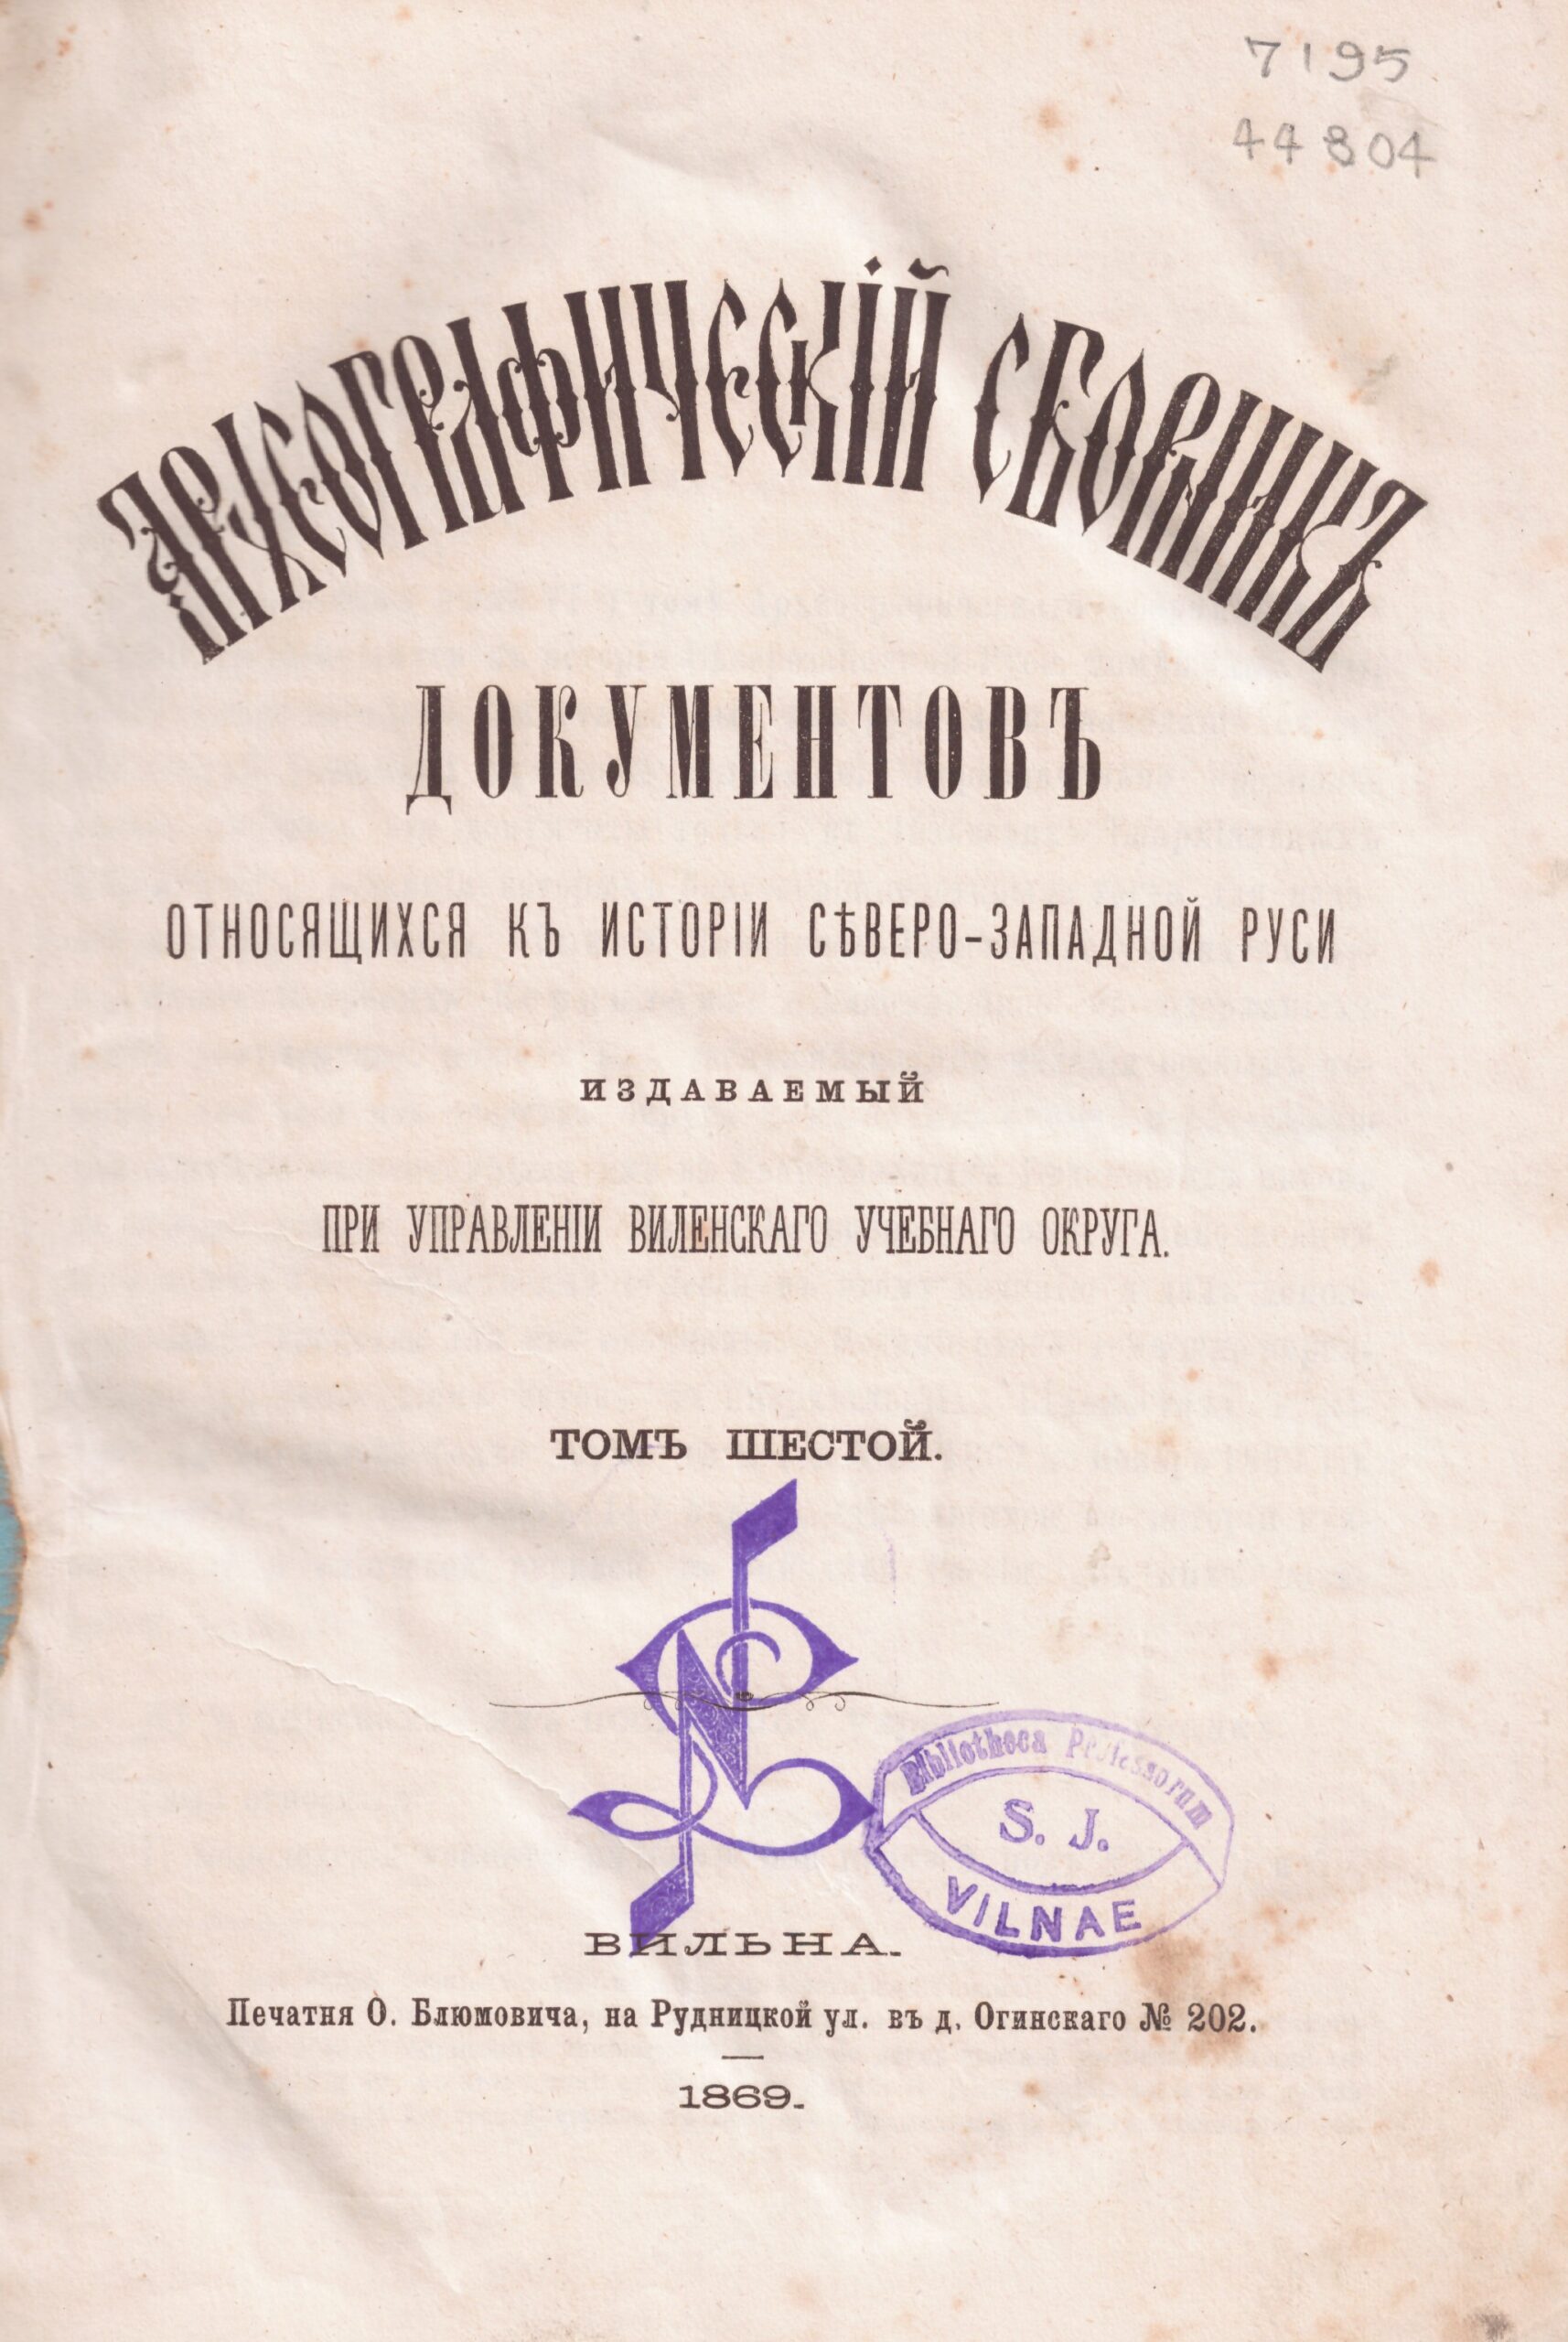 7195
44804
АРХЕОГРАФИЧЕСКІЙ СБОРНИКЪ
ДОКУМЕНТОВЪ
ОТНОСЯЩИХСЯ КЪ ИСТОРІИ СѢВЕРО-ЗАПАДНОЙ РУСИ
ИЗДАВАЕМЫЙ
ПРИ УПРАВЛЕНІИ ВИЛЕНСКАГО УЧЕБНАГО ОКРУГА.
ТОМЪ ШЕСТОЙ.
Bibliotheca Professorum
S. J.
VILNAE
ВИЛЬНА.
Печатня О. Блюмовича, на Рудницкой ул. въ д. Огинскаго № 202.
1869.